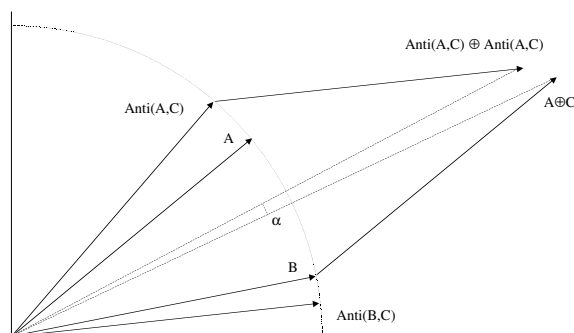 Anti(A,C) ⊕ Anti(A,C)
A⊕C
Anti(A,C)
A
α
B
Anti(B,C)